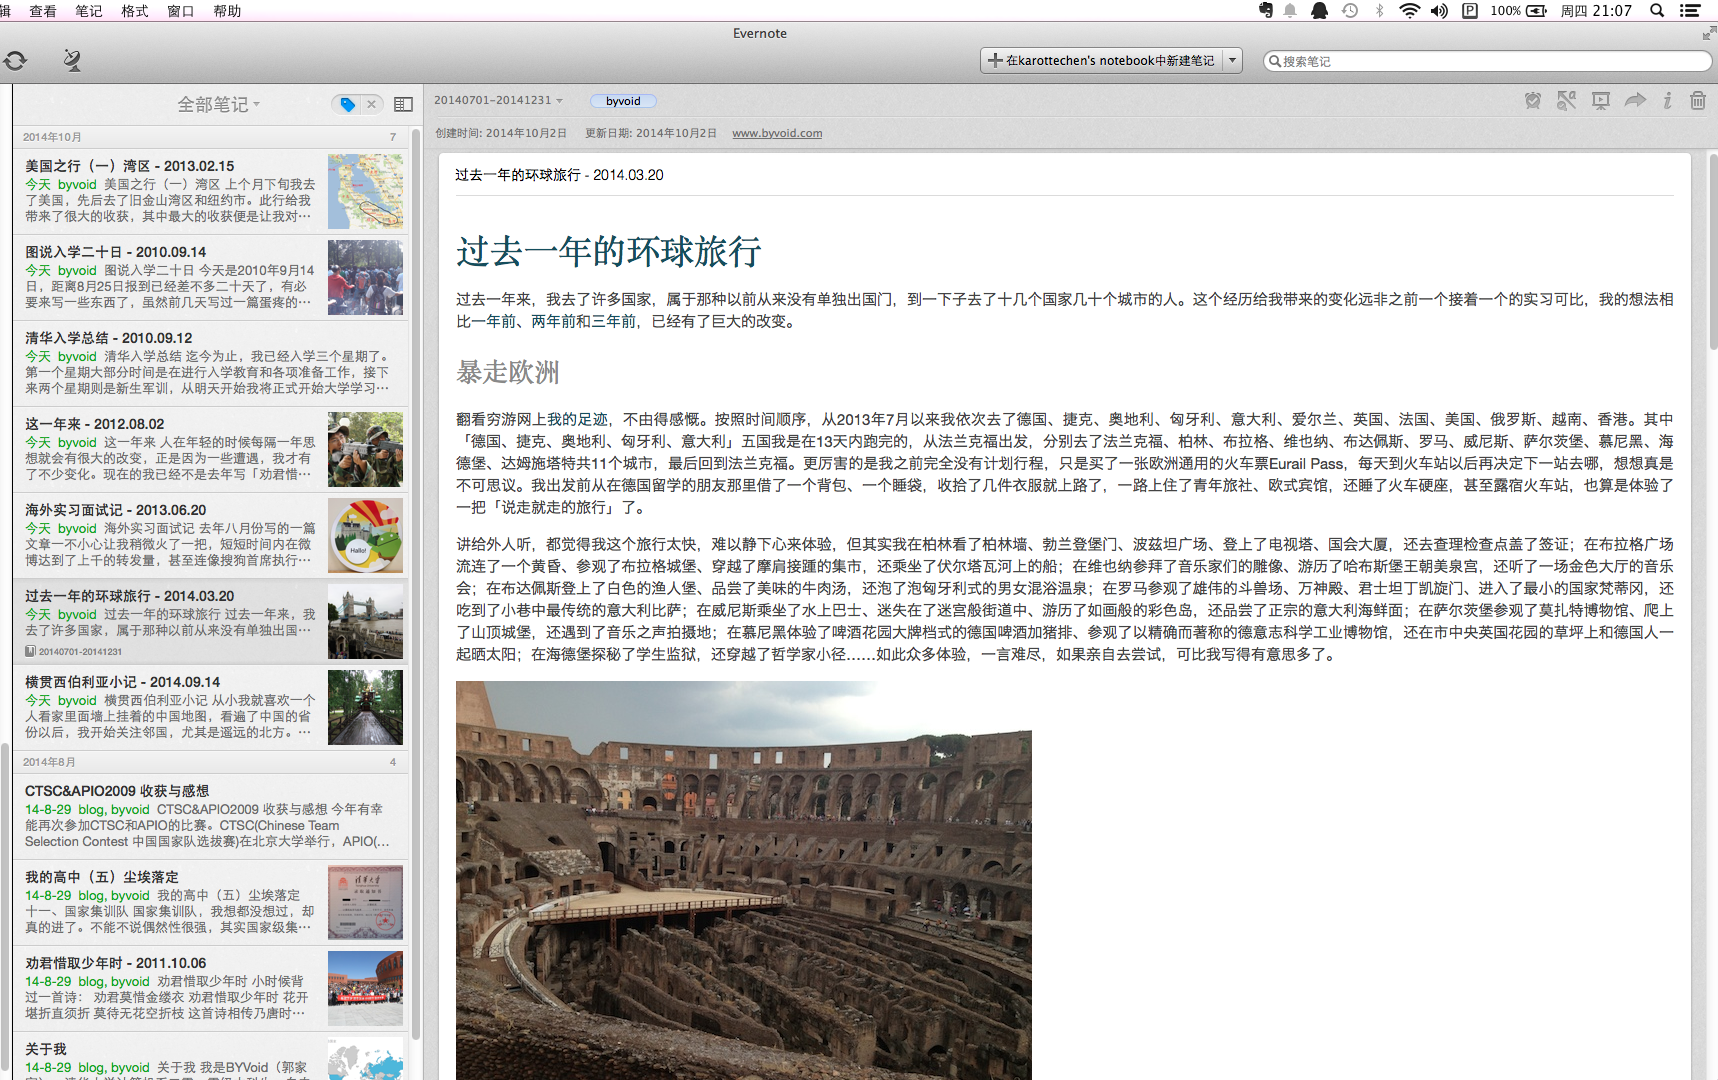 辑 查看 笔记 格式 窗口 帮助
100% 周四 21:07
Evernote
在karottechen's notebook中新建笔记
搜索笔记
全部笔记
2014年10月 7
美国之行（一）湾区 - 2013.02.15
今天 byvoid 美国之行（一）湾区 上个月下旬我去
了美国，先后去了旧金山湾区和纽约市。此行给我
带来了很大的收获，其中最大的收获便是让我对…
图说入学二十日 - 2010.09.14
今天 byvoid 图说入学二十日 今天是2010年9月14
日，距离8月25日报到已经差不多二十天了，有必
要来写一些东西了，虽然前几天写过一篇蛋疼的…
清华入学总结 - 2010.09.12
今天 byvoid 清华入学总结 迄今为止，我已经入学三个星期了。
第一个星期大部分时间是在进行入学教育和各项准备工作，接下
来两个星期则是新生军训，从明天开始我将正式开始大学学习…
这一年来 - 2012.08.02
今天 byvoid 这一年来 人在年轻的时候每隔一年思
想就会有很大的改变，正是因为一些遭遇，我才有
了不少变化。现在的我已经不是去年写「劝君惜…
海外实习面试记 - 2013.06.20
今天 byvoid 海外实习面试记 去年八月份写的一篇
文章一不小心让我稍微火了一把，短短时间内在微
博达到了上千的转发量，甚至连像搜狗首席执行…
Hallo!
过去一年的环球旅行 - 2014.03.20
今天 byvoid 过去一年的环球旅行 过去一年来，我
去了许多国家，属于那种以前从来没有单独出国…
20140701-20141231
横贯西伯利亚小记 - 2014.09.14
今天 byvoid 横贯西伯利亚小记 从小我就喜欢一个
人看家里面墙上挂着的中国地图，看遍了中国的省
份以后，我开始关注邻国，尤其是遥远的北方。…
2014年8月 4
CTSC&APIO2009 收获与感想
14-8-29 blog, byvoid CTSC&APIO2009 收获与感想 今年有幸
能再次参加CTSC和APIO的比赛。CTSC(Chinese Team
Selection Contest 中国国家队选拔赛)在北京大学举行，APIO(…
我的高中（五）尘埃落定
14-8-29 blog, byvoid 我的高中（五）尘埃落定
十一、国家集训队 国家集训队，我想都没想过，却
真的进了。不能不说偶然性很强，其实国家级集…
劝君惜取少年时 - 2011.10.06
14-8-29 blog, byvoid 劝君惜取少年时 小时候背
过一首诗： 劝君莫惜金缕衣 劝君惜取少年时 花开
堪折直须折 莫待无花空折枝 这首诗相传乃唐时…
关于我
14-8-29 blog, byvoid 关于我 我是BYVoid（郭家
20140701-20141231 byvoid
创建时间: 2014年10月2日 更新日期: 2014年10月2日 www.byvoid.com
过去一年的环球旅行 - 2014.03.20
过去一年的环球旅行
过去一年来，我去了许多国家，属于那种以前从来没有单独出国门，到一下子去了十几个国家几十个城市的人。这个经历给我带来的变化远非之前一个接着一个的实习可比，我的想法相
比一年前、两年前和三年前，已经有了巨大的改变。
暴走欧洲
翻看穷游网上我的足迹，不由得感慨。按照时间顺序，从2013年7月以来我依次去了德国、捷克、奥地利、匈牙利、意大利、爱尔兰、英国、法国、美国、俄罗斯、越南、香港。其中
「德国、捷克、奥地利、匈牙利、意大利」五国我是在13天内跑完的，从法兰克福出发，分别去了法兰克福、柏林、布拉格、维也纳、布达佩斯、罗马、威尼斯、萨尔茨堡、慕尼黑、海
德堡、达姆施塔特共11个城市，最后回到法兰克福。更厉害的是我之前完全没有计划行程，只是买了一张欧洲通用的火车票Eurail Pass，每天到火车站以后再决定下一站去哪，想想真是
不可思议。我出发前从在德国留学的朋友那里借了一个背包、一个睡袋，收拾了几件衣服就上路了，一路上住了青年旅社、欧式宾馆，还睡了火车硬座，甚至露宿火车站，也算是体验了
一把「说走就走的旅行」了。
讲给外人听，都觉得我这个旅行太快，难以静下心来体验，但其实我在柏林看了柏林墙、勃兰登堡门、波兹坦广场、登上了电视塔、国会大厦，还去查理检查点盖了签证；在布拉格广场
流连了一个黄昏、参观了布拉格城堡、穿越了摩肩接踵的集市，还乘坐了伏尔塔瓦河上的船；在维也纳参拜了音乐家们的雕像、游历了哈布斯堡王朝美泉宫，还听了一场金色大厅的音乐
会；在布达佩斯登上了白色的渔人堡、品尝了美味的牛肉汤，还泡了泡匈牙利式的男女混浴温泉；在罗马参观了雄伟的斗兽场、万神殿、君士坦丁凯旋门、进入了最小的国家梵蒂冈，还
吃到了小巷中最传统的意大利比萨；在威尼斯乘坐了水上巴士、迷失在了迷宫般街道中、游历了如画般的彩色岛，还品尝了正宗的意大利海鲜面；在萨尔茨堡参观了莫扎特博物馆、爬上
了山顶城堡，还遇到了音乐之声拍摄地；在慕尼黑体验了啤酒花园大牌档式的德国啤酒加猪排、参观了以精确而著称的德意志科学工业博物馆，还在市中央英国花园的草坪上和德国人一
起晒太阳；在海德堡探秘了学生监狱，还穿越了哲学家小径……如此众多体验，一言难尽，如果亲自去尝试，可比我写得有意思多了。